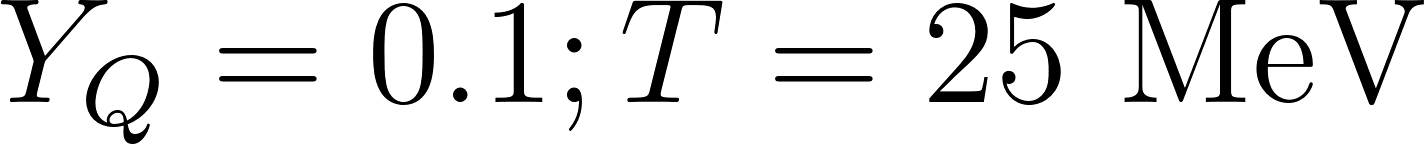 Y_Q = 0.1; T = 25 MeV